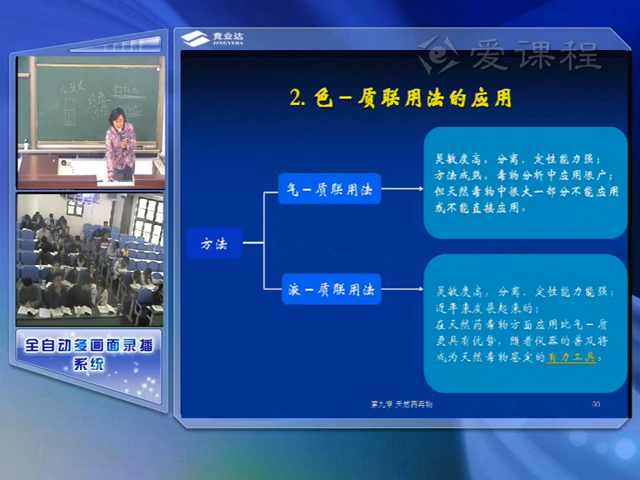 竞业达
JINGYEDA
爱课程
2. 色－质联用法的应用
方法
气－质联用法
灵敏度高，分离、定性能力强；
方法成熟，毒物分析中应用很广；
但天然毒物中很大一部分不能应用
或不能直接应用。
液－质联用法
灵敏度高，分离、定性能力能强；
近年来发展起来的；
在天然药毒物方面应用比气－质
更具有优势，随着仪器的普及将
成为天然毒物鉴定的有力工具。
全自动多画面录播
系统
第九章 天然药毒物